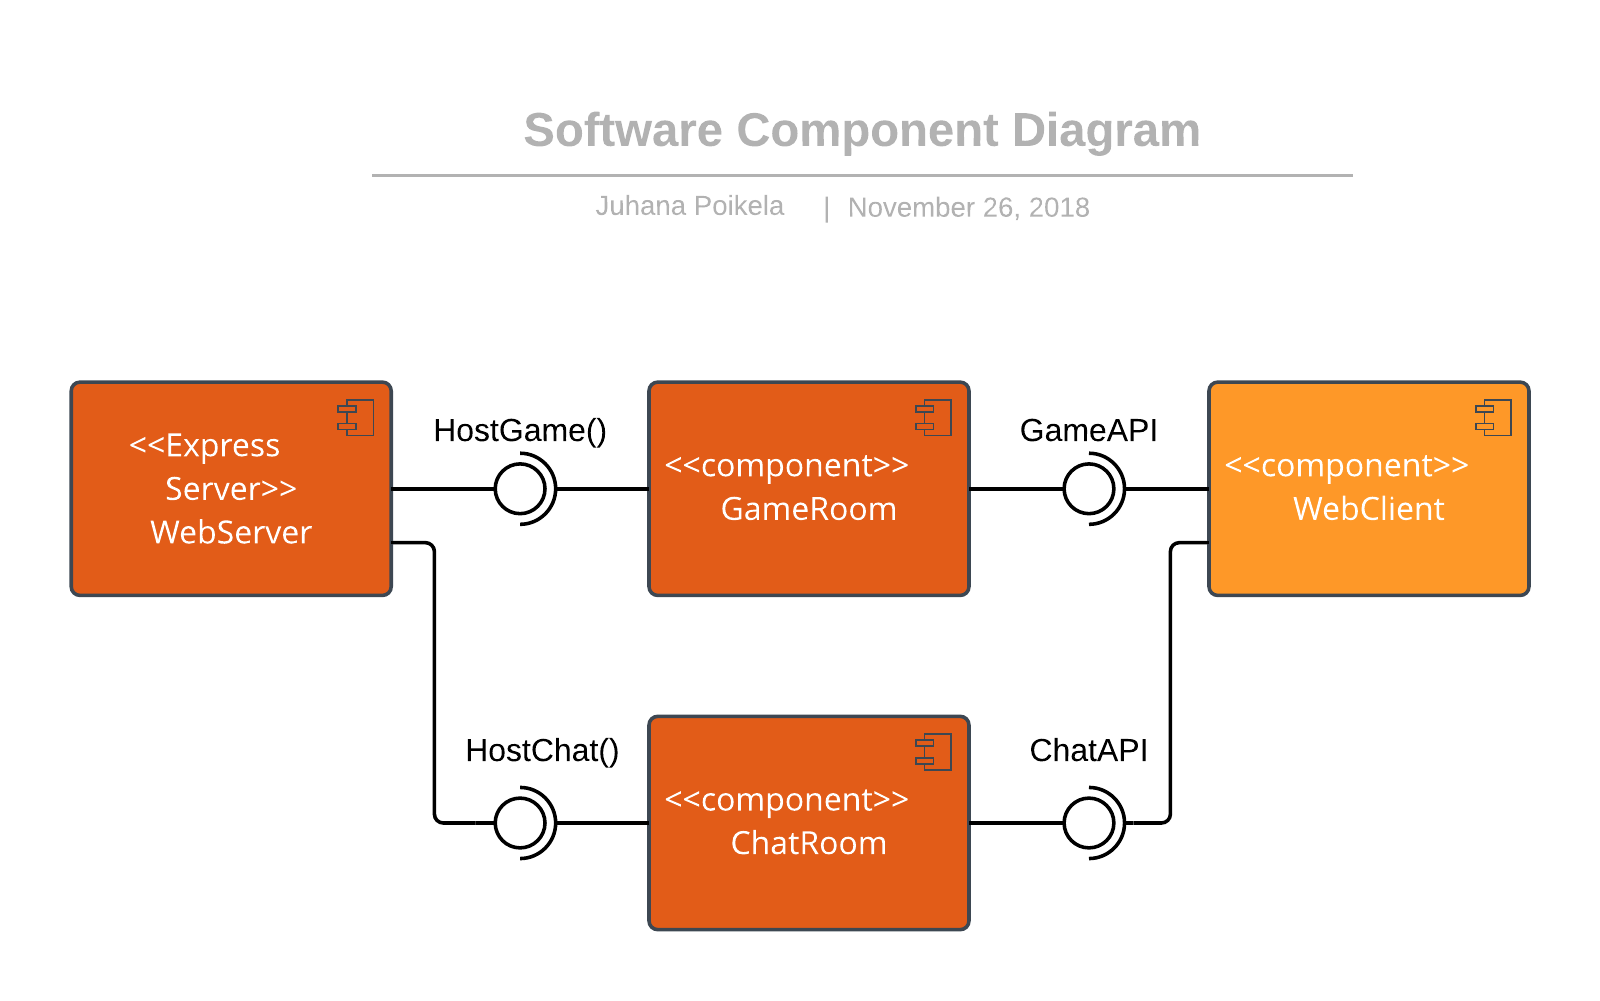 Software Component Diagram
Juhana Poikela | November 26, 2018
HostGame()
GameAPI
<<Express
Server>>
WebServer
<<component>>
GameRoom
<<component>>
WebClient
HostChat()
ChatAPI
<<component>>
ChatRoom